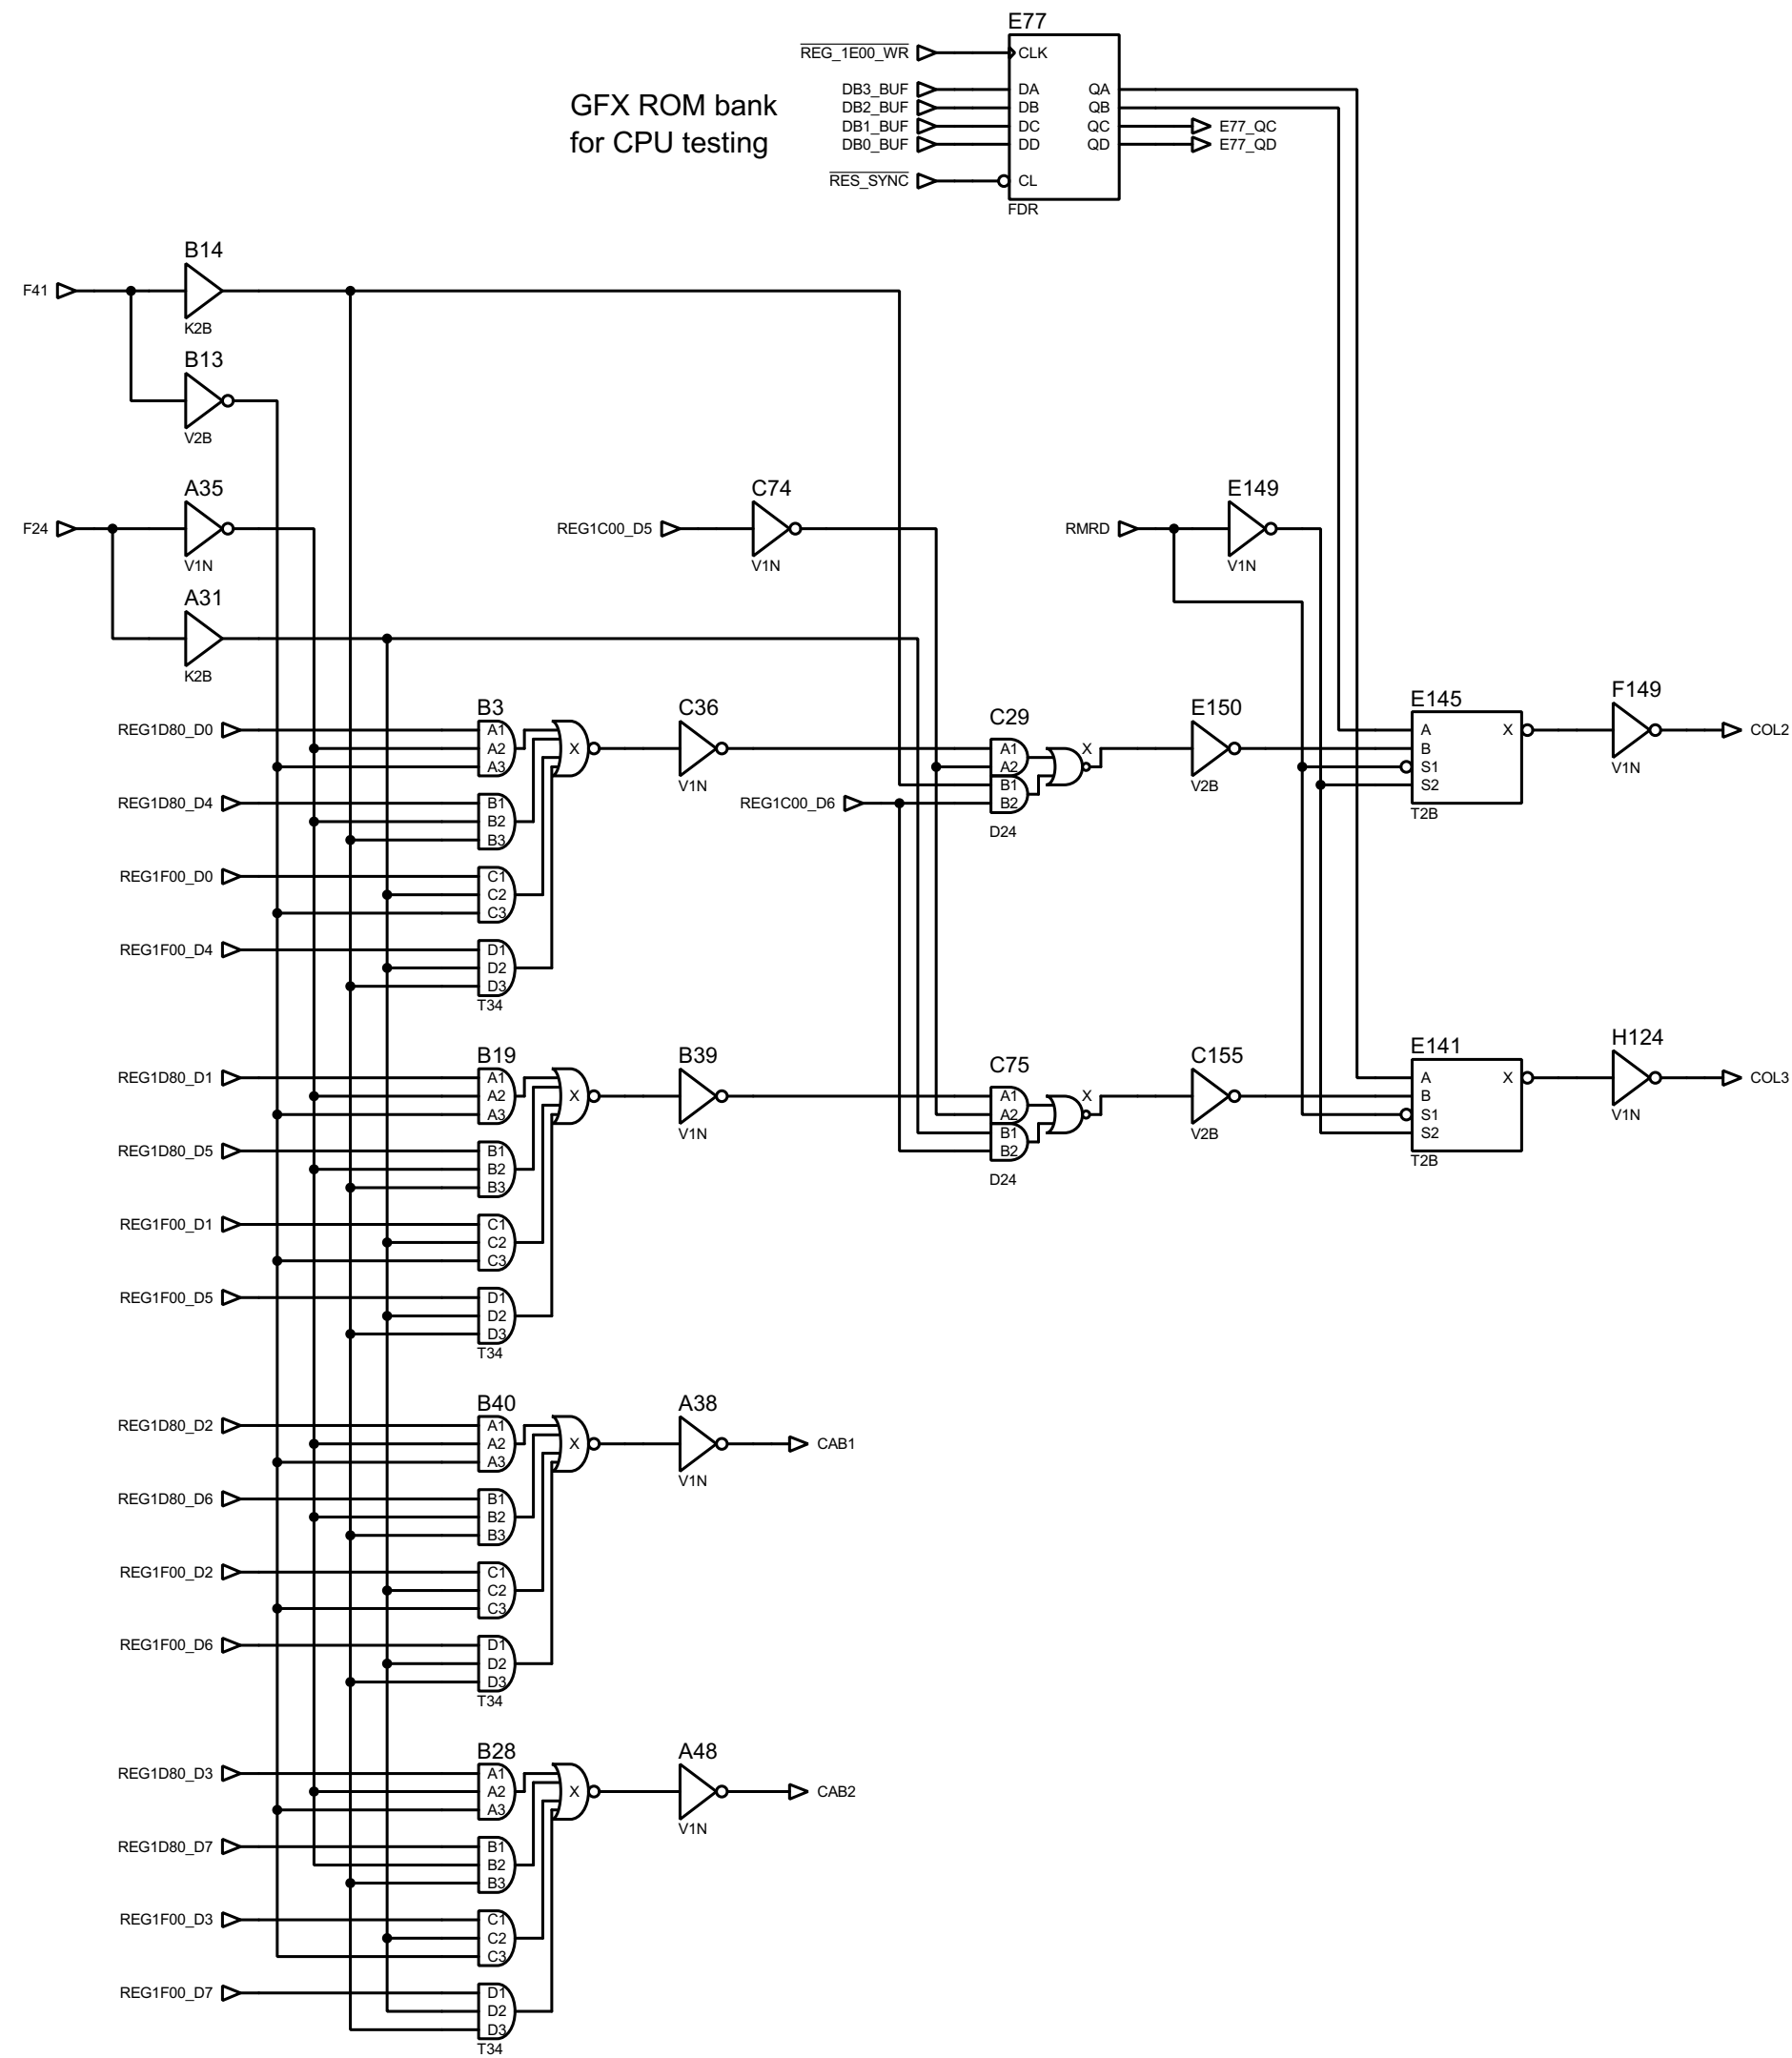 E77
REG_1E00_WR
CLK
DB3_BUF
DA
QA
GFX ROM bank
DB2_BUF
DB
QB
DB1_BUF
DC
QC
E77_QC
for CPU testing
DB0_BUF
DD
QD
E77_QD
RES_SYNC
CL
FDR
B14
F41
K2B
B13
V2B
A35
C74
E149
F24
REG1C00_D5
RMRD
V1N
V1N
V1N
A31
K2B
B3
C36
C29
E150
E145
F149
REG1D80_D0
A1
A2
A3
X
V1N
A1
A2
B1
B2
X
V2B
A
B
S1
S2
X
COL2
V1N
REG1D80_D4
B1
B2
B3
REG1C00_D6
D24
T2B
REG1F00_D0
C1
C2
C3
REG1F00_D4
D1
D2
D3
T34
B19
B39
C75
C155
E141
H124
REG1D80_D1
A1
A2
A3
X
V1N
A1
A2
B1
B2
X
V2B
A
B
S1
S2
X
COL3
V1N
REG1D80_D5
B1
B2
B3
D24
T2B
REG1F00_D1
C1
C2
C3
REG1F00_D5
D1
D2
D3
T34
B40
A38
REG1D80_D2
A1
A2
A3
X
CAB1
V1N
REG1D80_D6
B1
B2
B3
REG1F00_D2
C1
C2
C3
REG1F00_D6
D1
D2
D3
T34
B28
A48
REG1D80_D3
A1
A2
A3
X
CAB2
V1N
REG1D80_D7
B1
B2
B3
REG1F00_D3
C1
C2
C3
REG1F00_D7
D1
D2
D3
T34